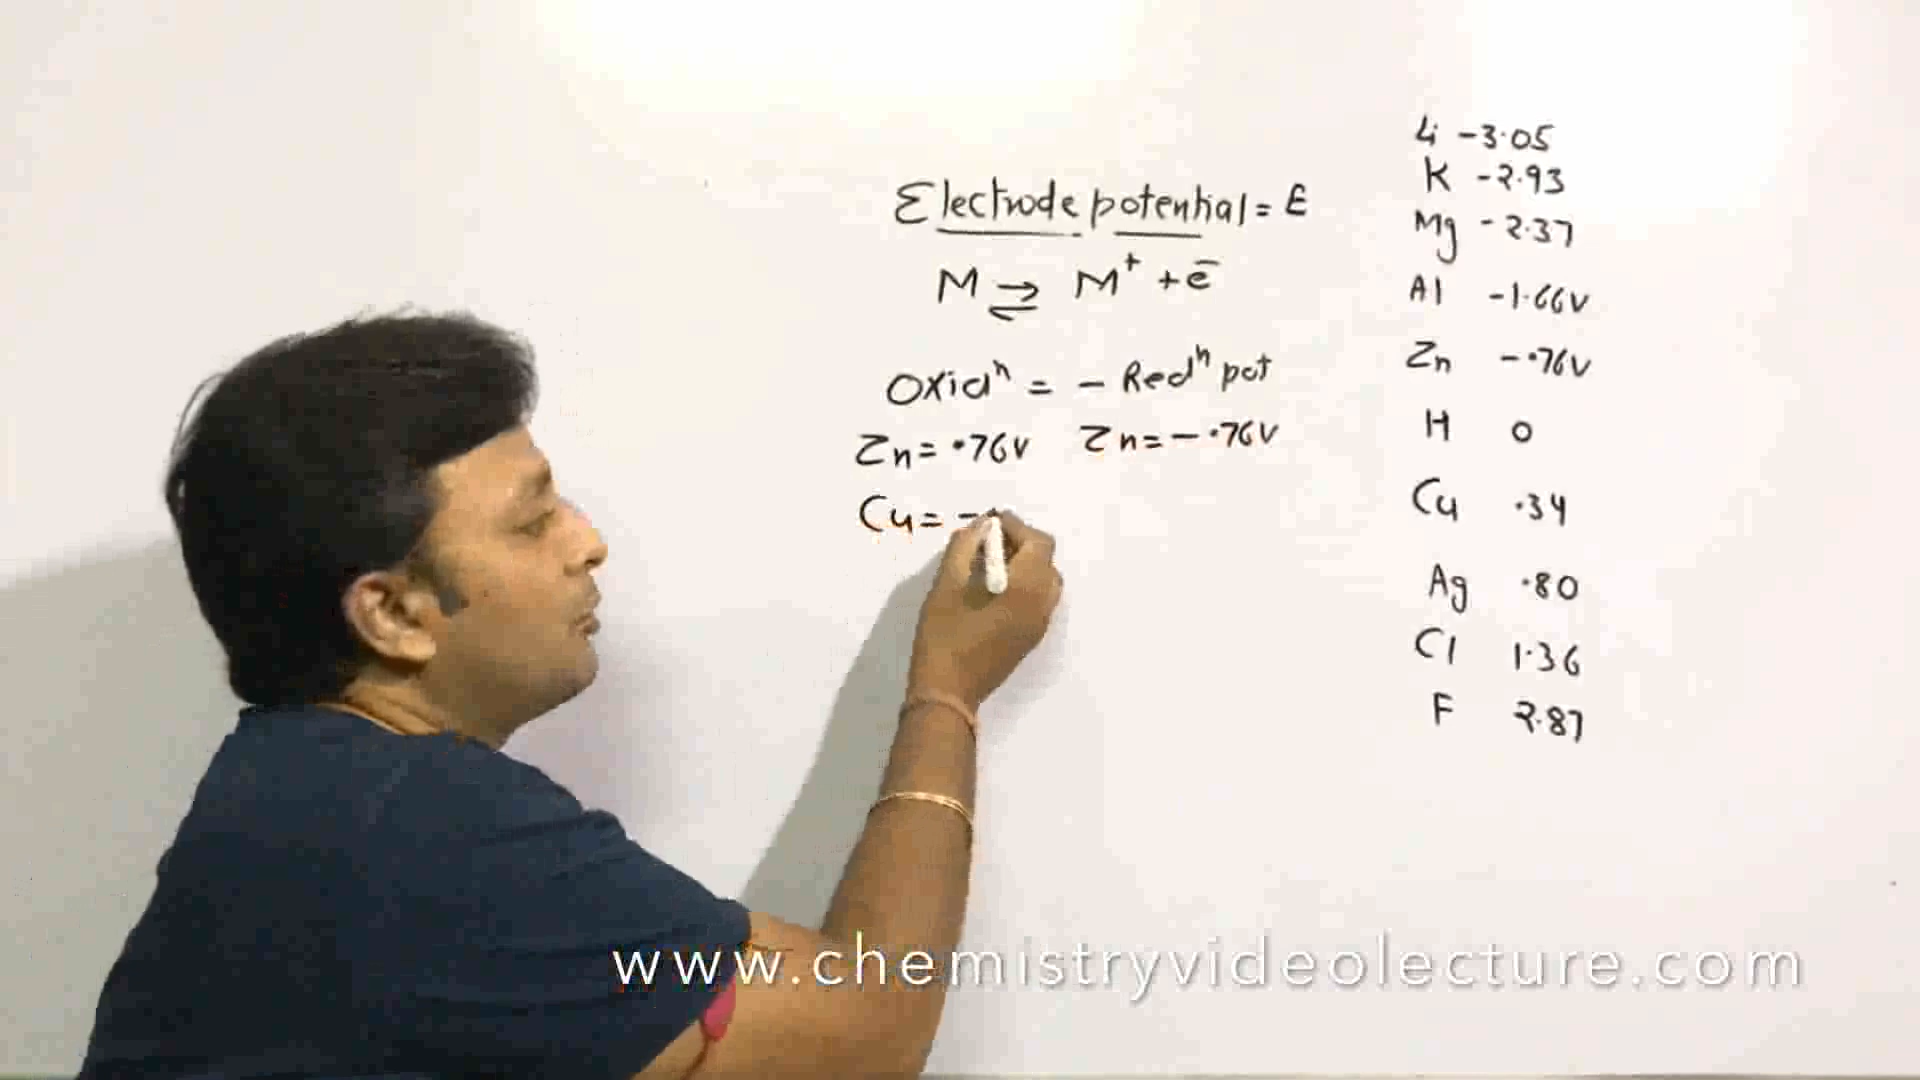 Electrode potential = E
M ⇌ M⁺ + e⁻
Oxidⁿ = - Redⁿ pot
Zn = .76V Zn = - .76V
Cu = -
Li -3.05
K -2.93
Mg -2.37
Al -1.66V
Zn - .76V
H 0
Cu .34
Ag .80
Cl 1.36
F 2.87
www.chemistryvideolecture.com